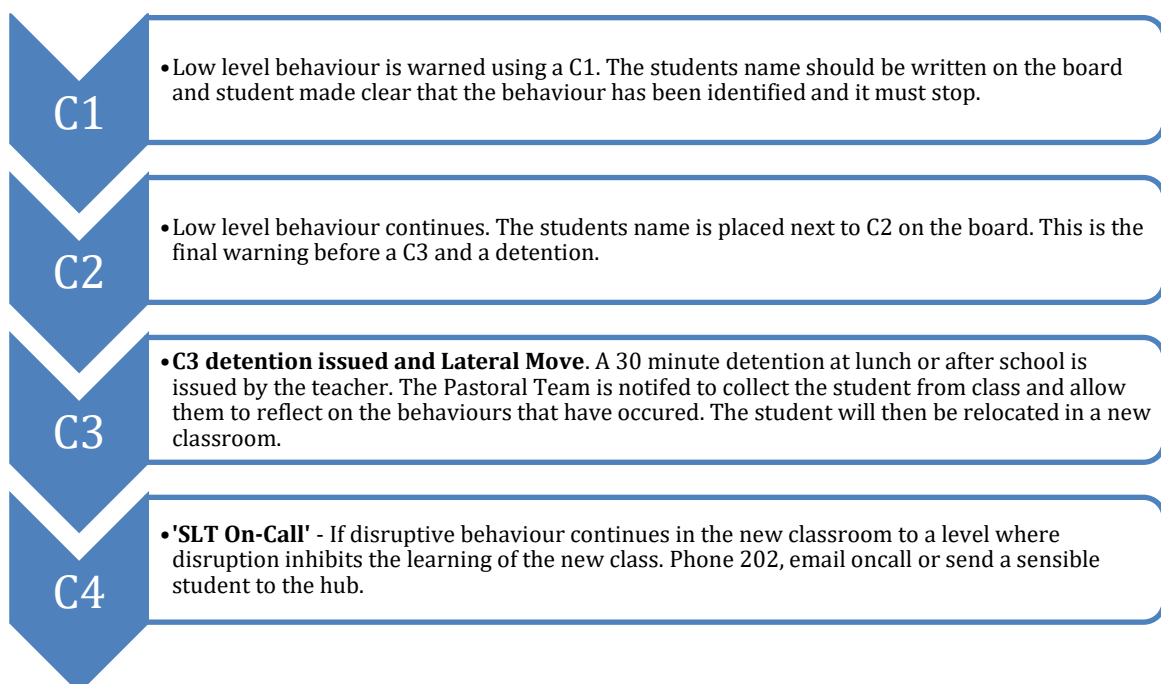 C1
•Low level behaviour is warned using a C1. The students name should be written on the board
and student made clear that the behaviour has been identified and it must stop.
C2
•Low level behaviour continues. The students name is placed next to C2 on the board. This is the
final warning before a C3 and a detention.
C3
•C3 detention issued and Lateral Move. A 30 minute detention at lunch or after school is
issued by the teacher. The Pastoral Team is notifed to collect the student from class and allow
them to reflect on the behaviours that have occured. The student will then be relocated in a new
classroom.
C4
•'SLT On-Call' - If disruptive behaviour continues in the new classroom to a level where
disruption inhibits the learning of the new class. Phone 202, email oncall or send a sensible
student to the hub.